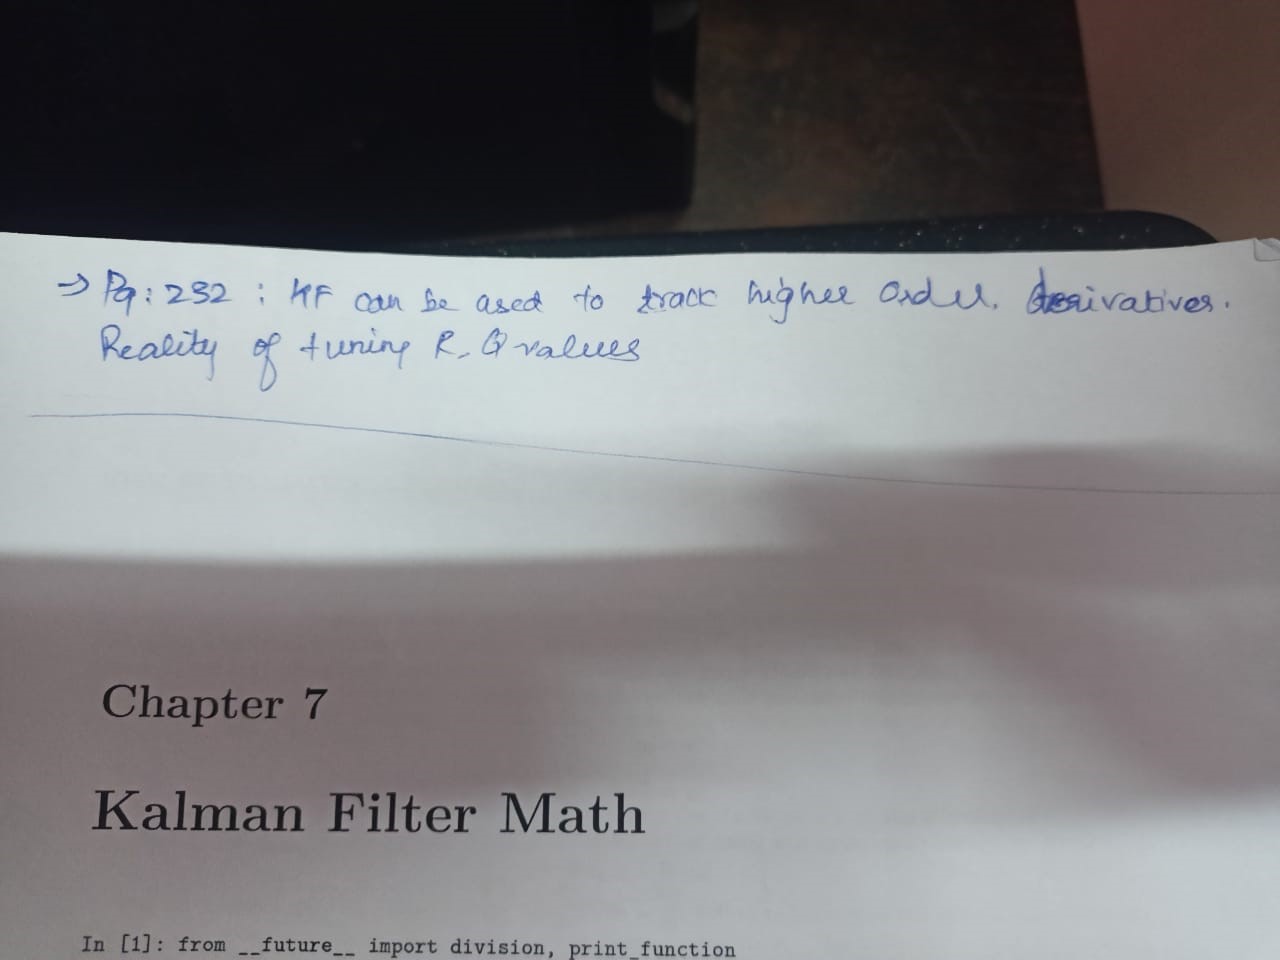 → Pg: 232 : KF can be used to track higher order derivatives.
Reality of tuning R, Q values
Chapter 7
Kalman Filter Math
In [1]: from __future__ import division, print_function